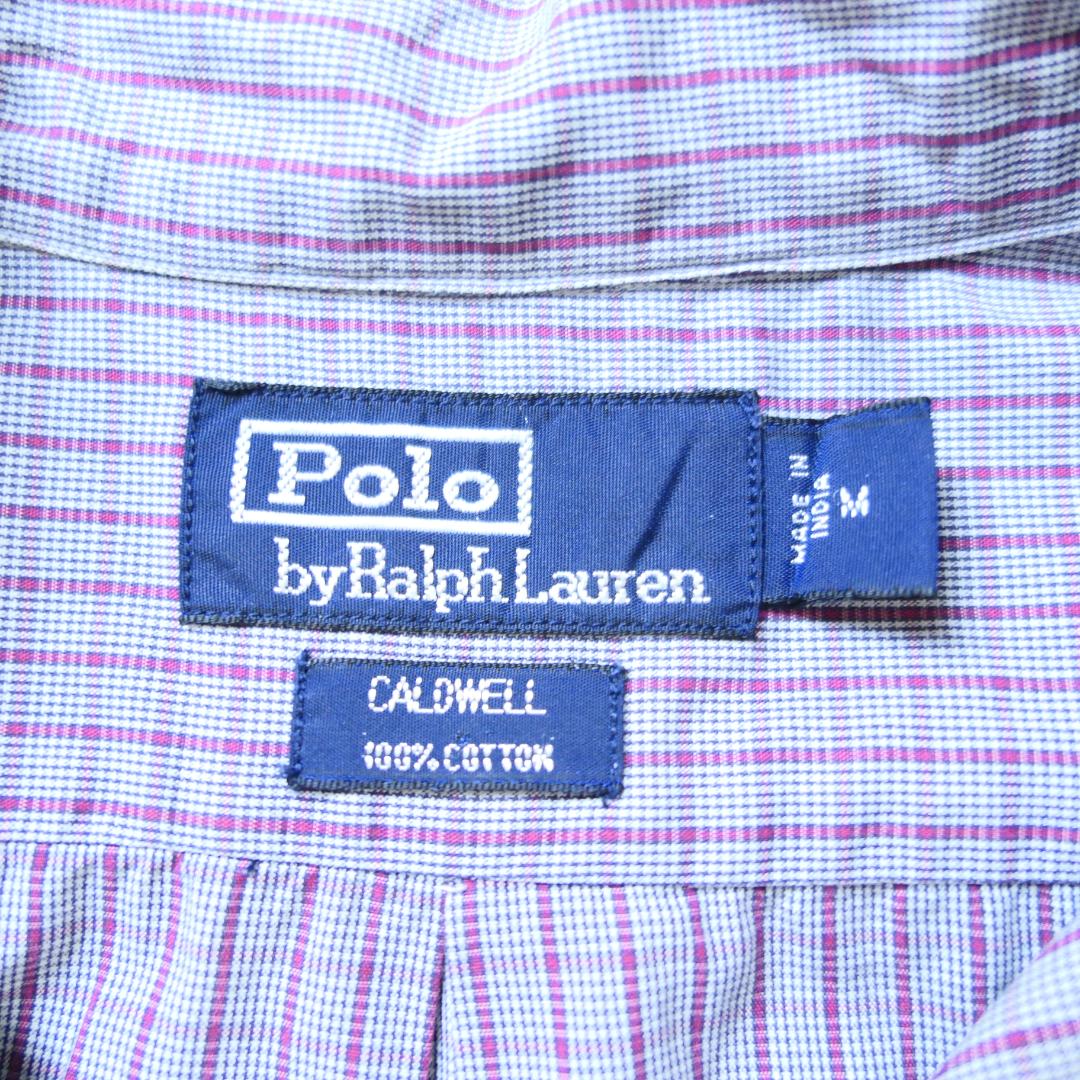 Polo
by Ralph Lauren
MADE IN
INDIA
M
CALDWELL
100% COTTON